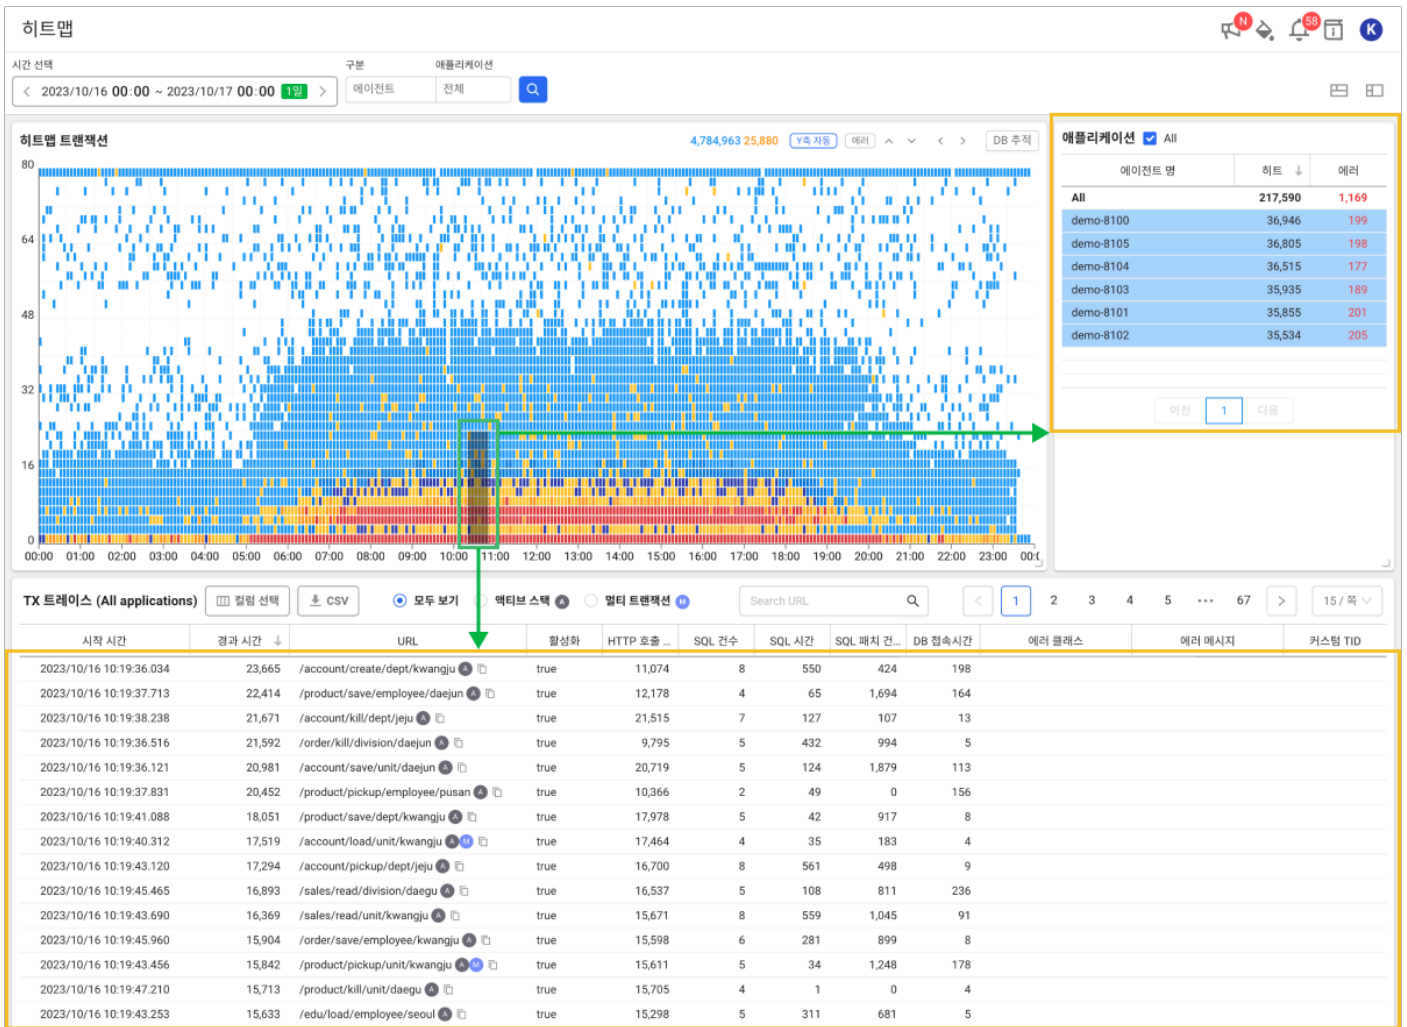 히트맵
N
58
K
시간 선택
구분
애플리케이션
2023/10/16 00:00 ~ 2023/10/17 00:00 1일
에이전트
전체
히트맵 트랜잭션
4,784,963 25,880
Y축 자동
에러
DB 추적
80
64
48
32
16
0
00:00 01:00 02:00 03:00 04:00 05:00 06:00 07:00 08:00 09:00 10:00 11:00 12:00 13:00 14:00 15:00 16:00 17:00 18:00 19:00 20:00 21:00 22:00 23:00 00:(
애플리케이션 All
에이전트 명 히트 에러
All 217,590 1,169
demo-8100 36,946 199
demo-8105 36,805 198
demo-8104 36,515 177
demo-8103 35,935 189
demo-8101 35,855 201
demo-8102 35,534 205
이전 1 다음
TX 트레이스 (All applications) 컬럼 선택 CSV 모두 보기 액티브 스택 A 멀티 트랜잭션 M Search URL 1 2 3 4 5 ··· 67 15 / 쪽
시작 시간 경과 시간 URL 활성화 HTTP 호출 ... SQL 건수 SQL 시간 SQL 패치 건... DB 접속시간 에러 클래스 에러 메시지 커스텀 TID
2023/10/16 10:19:36.034 23,665 /account/create/dept/kwangju A true 11,074 8 550 424 198
2023/10/16 10:19:37.713 22,414 /product/save/employee/daejun A true 12,178 4 65 1,694 164
2023/10/16 10:19:38.238 21,671 /account/kill/dept/jeju A true 21,515 7 127 107 13
2023/10/16 10:19:36.516 21,592 /order/kill/division/daejun A true 9,795 5 432 994 5
2023/10/16 10:19:36.121 20,981 /account/save/unit/daejun A true 20,719 5 124 1,879 113
2023/10/16 10:19:37.831 20,452 /product/pickup/employee/pusan A true 10,366 2 49 0 156
2023/10/16 10:19:41.088 18,051 /product/save/dept/kwangju A true 17,978 5 42 917 8
2023/10/16 10:19:40.312 17,519 /account/load/unit/kwangju A M true 17,464 4 35 183 4
2023/10/16 10:19:43.120 17,294 /account/pickup/dept/jeju A true 16,700 8 561 498 9
2023/10/16 10:19:45.465 16,893 /sales/read/division/daegu A true 16,537 5 108 811 236
2023/10/16 10:19:43.690 16,369 /sales/read/unit/kwangju A true 15,671 8 559 1,045 91
2023/10/16 10:19:45.960 15,904 /order/save/employee/kwangju A true 15,598 6 281 899 8
2023/10/16 10:19:43.456 15,842 /product/pickup/unit/kwangju A M true 15,611 5 34 1,248 178
2023/10/16 10:19:47.210 15,713 /product/kill/unit/daegu A true 15,705 4 1 0 4
2023/10/16 10:19:43.253 15,633 /edu/load/employee/seoul A true 15,298 5 311 681 5